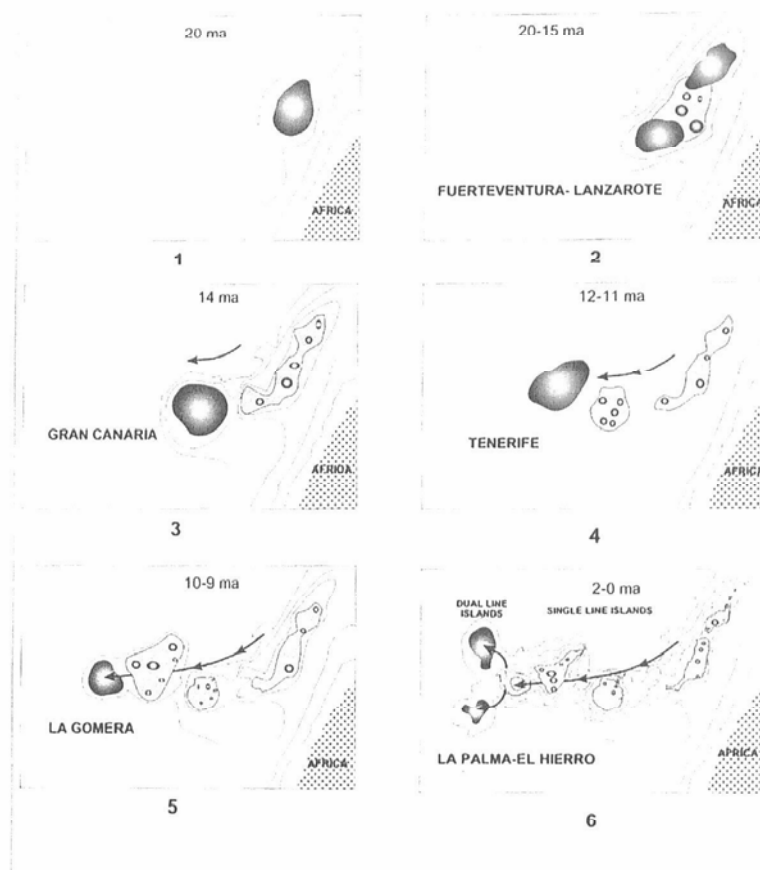 20 ma
AFRICA
1
20-15 ma
FUERTEVENTURA- LANZAROTE
AFRICA
2
14 ma
GRAN CANARIA
AFRICA
3
12-11 ma
TENERIFE
AFRICA
4
10-9 ma
LA GOMERA
AFRICA
5
2-0 ma
DUAL LINE
ISLANDS
SINGLE LINE ISLANDS
LA PALMA-EL HIERRO
AFRICA
6